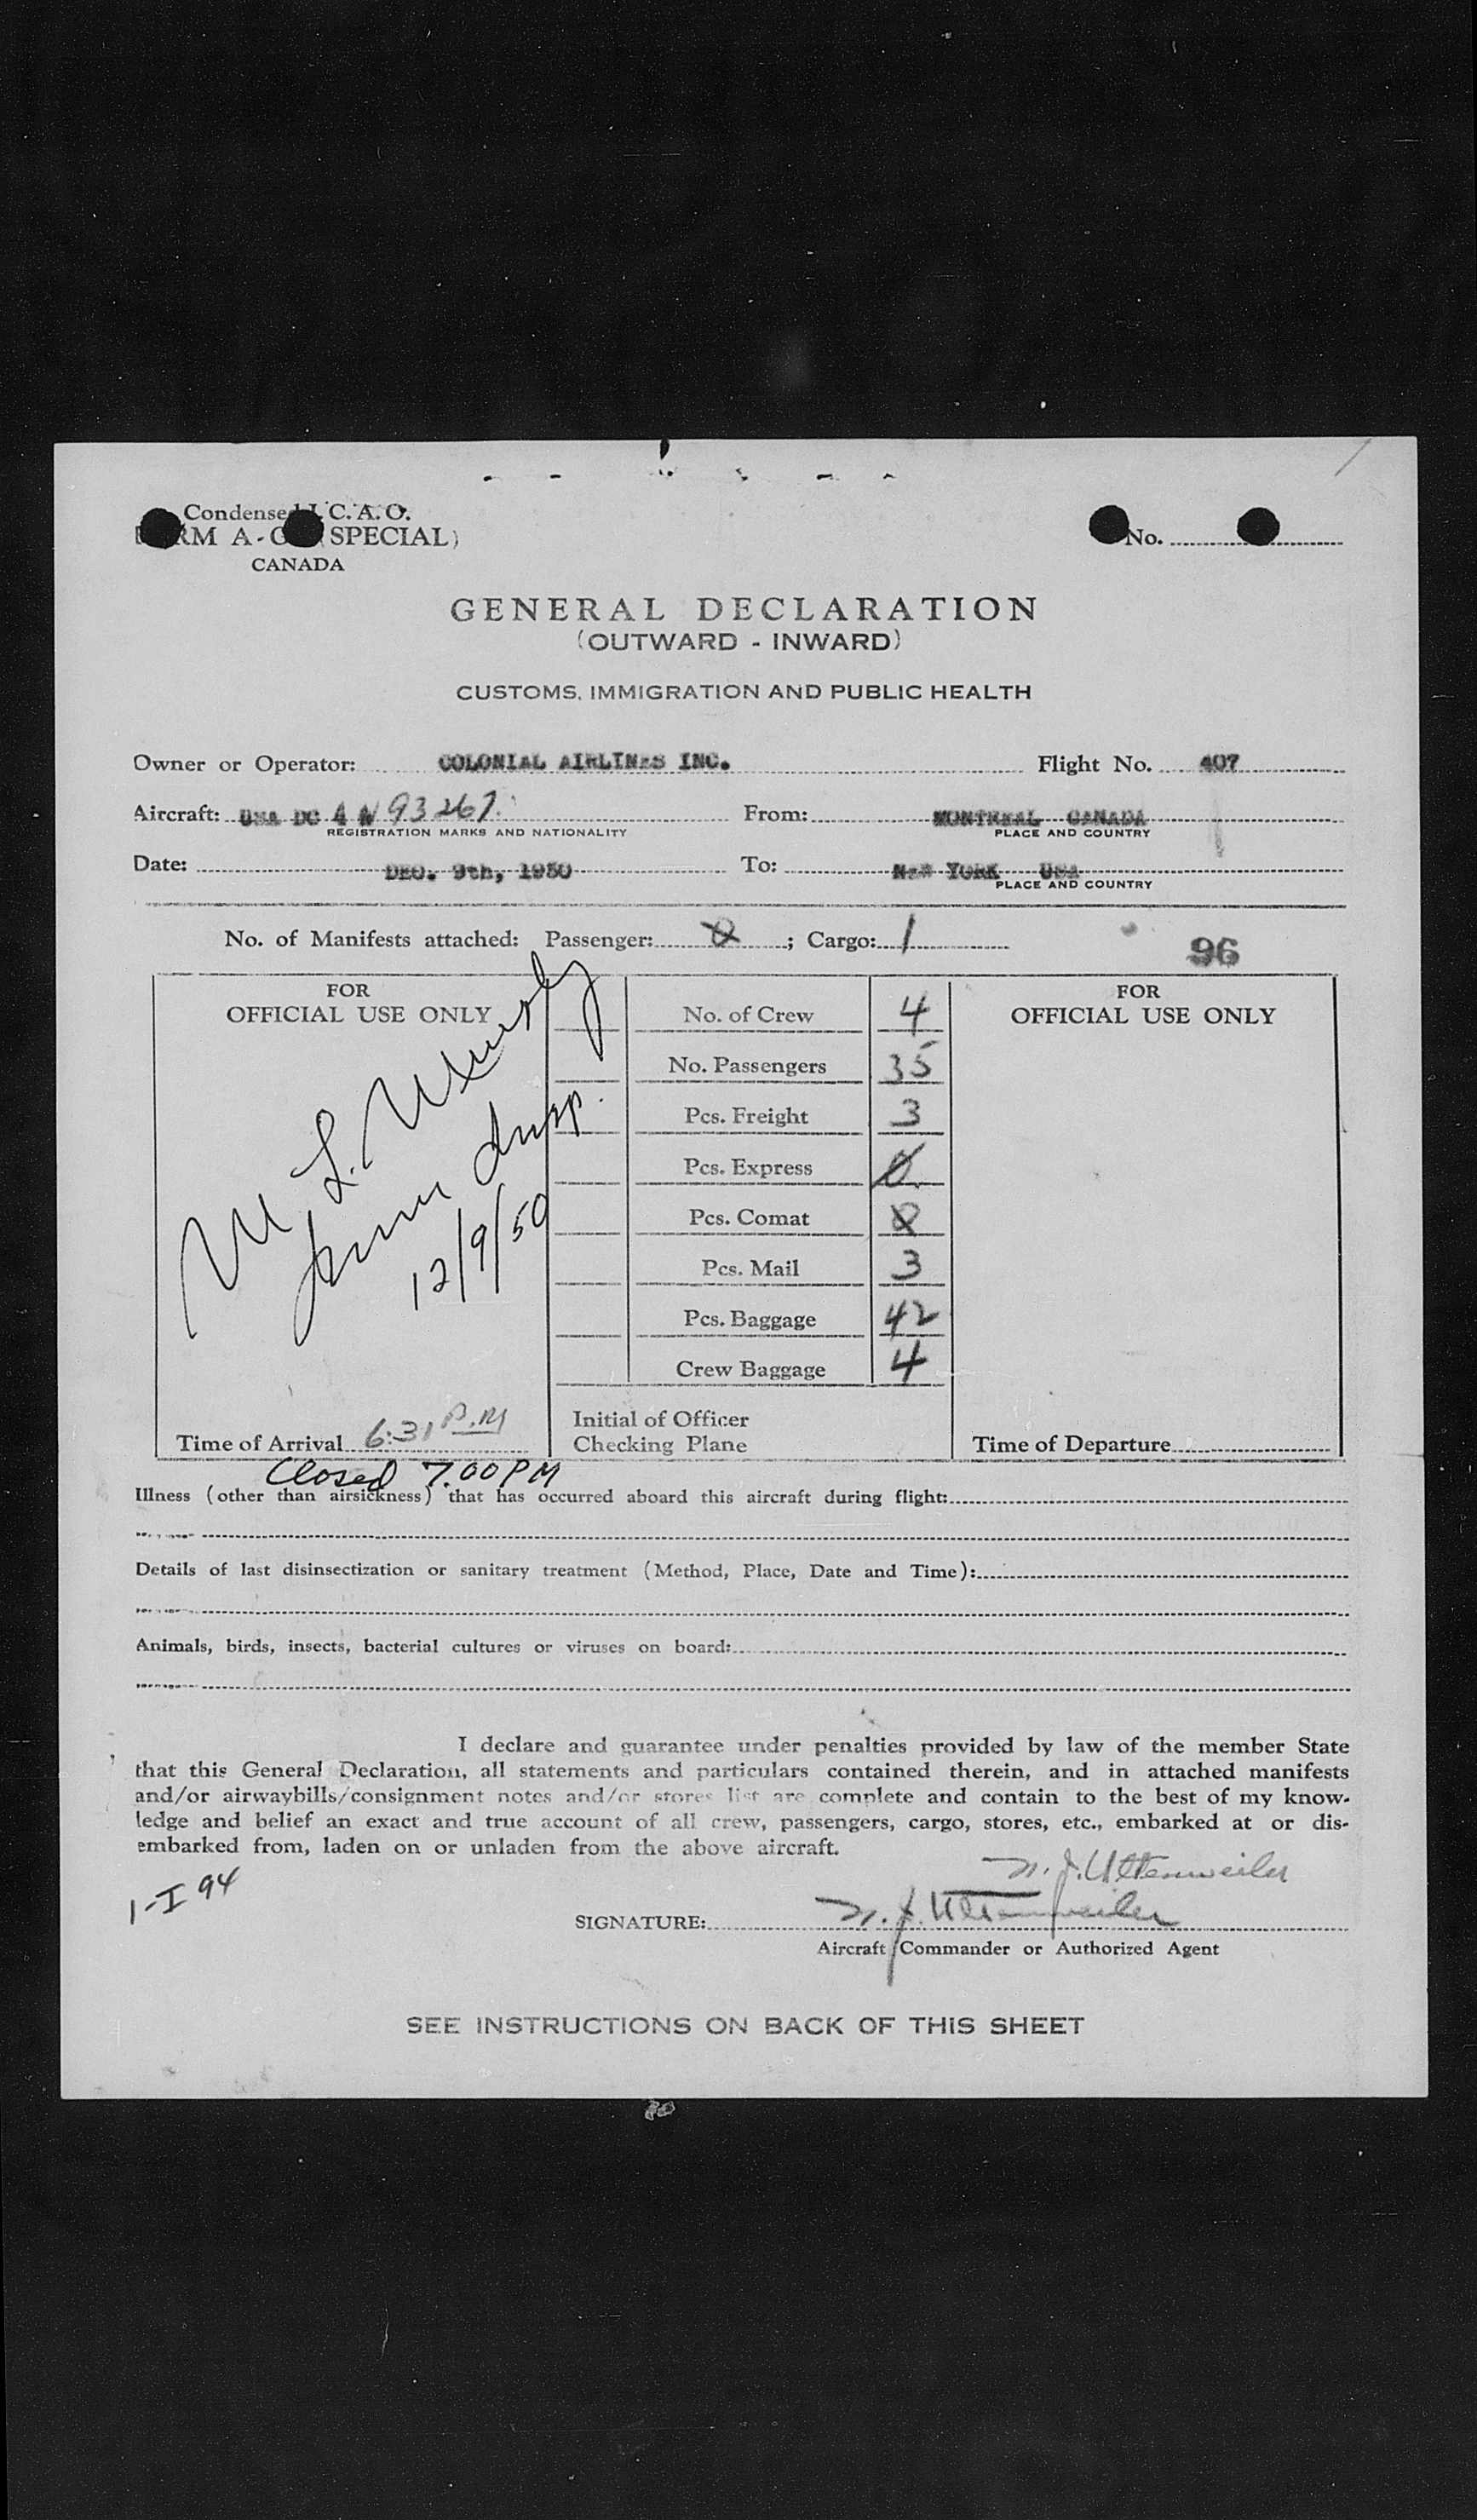 Condensed I.C.A.O.
FORM A-G (SPECIAL)
CANADA
No.
GENERAL DECLARATION
(OUTWARD - INWARD)
CUSTOMS, IMMIGRATION AND PUBLIC HEALTH
Owner or Operator: COLONIAL AIRLINES INC. Flight No. 407
Aircraft: USA DC 4 N 93267 From: MONTREAL CANADA
REGISTRATION MARKS AND NATIONALITY PLACE AND COUNTRY
Date: DEC. 9th, 1950 To: NEW YORK USA
PLACE AND COUNTRY
No. of Manifests attached: Passenger: 0 ; Cargo: 1
96
FOR
OFFICIAL USE ONLY
M L.
12/9/50
Time of Arrival 6:31 P.M
Closed 7.00 PM
No. of Crew 4
No. Passengers 35
Pcs. Freight 3
Pcs. Express 0
Pcs. Comat 0
Pcs. Mail 3
Pcs. Baggage 42
Crew Baggage 4
Initial of Officer
Checking Plane
FOR
OFFICIAL USE ONLY
Time of Departure
Illness (other than airsickness) that has occurred aboard this aircraft during flight:
Details of last disinsectization or sanitary treatment (Method, Place, Date and Time):
Animals, birds, insects, bacterial cultures or viruses on board:
I declare and guarantee under penalties provided by law of the member State
that this General Declaration, all statements and particulars contained therein, and in attached manifests
and/or airwaybills/consignment notes and/or stores list are complete and contain to the best of my know-
ledge and belief an exact and true account of all crew, passengers, cargo, stores, etc., embarked at or dis-
embarked from, laden on or unladen from the above aircraft.
1-I 94
J. Uttenweiler
SIGNATURE: J. Uttenweiler
Aircraft Commander or Authorized Agent
SEE INSTRUCTIONS ON BACK OF THIS SHEET